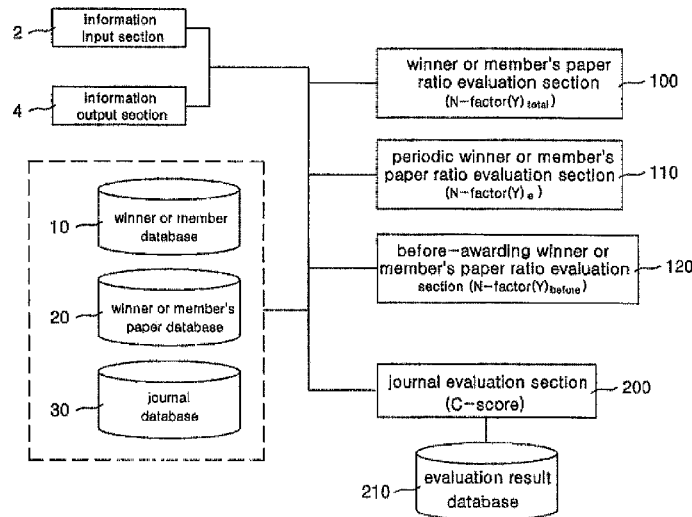 2
information
input section
4
information
output section
10
winner or member
database
20
winner or member's
paper database
30
journal
database
winner or member's paper
ratio evaluation section
(N-factor(Y)total)
100
periodic winner or member's
paper ratio evaluation section
(N-factor(Y)e)
110
before-awarding winner or
member's paper ratio evaluation
section (N-factor(Y)before)
120
journal evaluation section
(C-score)
200
evaluation result
database
210